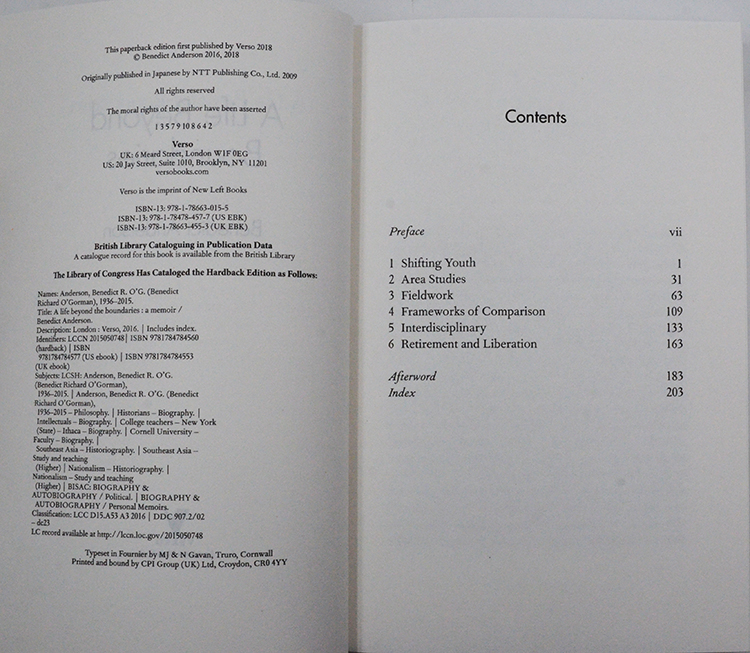 This paperback edition first published by Verso 2018
© Benedict Anderson 2016, 2018
Originally published in Japanese by NTT Publishing Co., Ltd. 2009
All rights reserved
The moral rights of the author have been asserted
1 3 5 7 9 10 8 6 4 2
Verso
UK: 6 Meard Street, London W1F 0EG
US: 20 Jay Street, Suite 1010, Brooklyn, NY 11201
versobooks.com
Verso is the imprint of New Left Books
ISBN-13: 978-1-78663-015-5
ISBN-13: 978-1-78478-457-7 (US EBK)
ISBN-13: 978-1-78663-455-3 (UK EBK)
British Library Cataloguing in Publication Data
A catalogue record for this book is available from the British Library
The Library of Congress Has Cataloged the Hardback Edition as Follows:
Names: Anderson, Benedict R. O'G. (Benedict
Richard O'Gorman), 1936–2015.
Title: A life beyond the boundaries : a memoir /
Benedict Anderson.
Description: London : Verso, 2016. | Includes index.
Identifiers: LCCN 2015050748 | ISBN 9781784784560
(hardback) | ISBN
9781784784577 (US ebook) | ISBN 9781784784553
(UK ebook)
Subjects: LCSH: Anderson, Benedict R. O'G.
(Benedict Richard O'Gorman),
1936–2015. | Anderson, Benedict R. O'G. (Benedict
Richard O'Gorman),
1936–2015 – Philosophy. | Historians – Biography. |
Intellectuals – Biography. | College teachers – New York
(State) – Ithaca – Biography. | Cornell University –
Faculty – Biography. |
Southeast Asia – Historiography. | Southeast Asia –
Study and teaching
(Higher) | Nationalism – Historiography. |
Nationalism – Study and teaching
(Higher) | BISAC: BIOGRAPHY &
AUTOBIOGRAPHY / Political. | BIOGRAPHY &
AUTOBIOGRAPHY / Personal Memoirs.
Classification: LCC D15.A53 A3 2016 | DDC 907.2/02
– dc23
LC record available at http://lccn.loc.gov/2015050748
Typeset in Fournier by MJ & N Gavan, Truro, Cornwall
Printed and bound by CPI Group (UK) Ltd, Croydon, CR0 4YY
Contents
Preface vii
1 Shifting Youth 1
2 Area Studies 31
3 Fieldwork 63
4 Frameworks of Comparison 109
5 Interdisciplinary 133
6 Retirement and Liberation 163
Afterword 183
Index 203